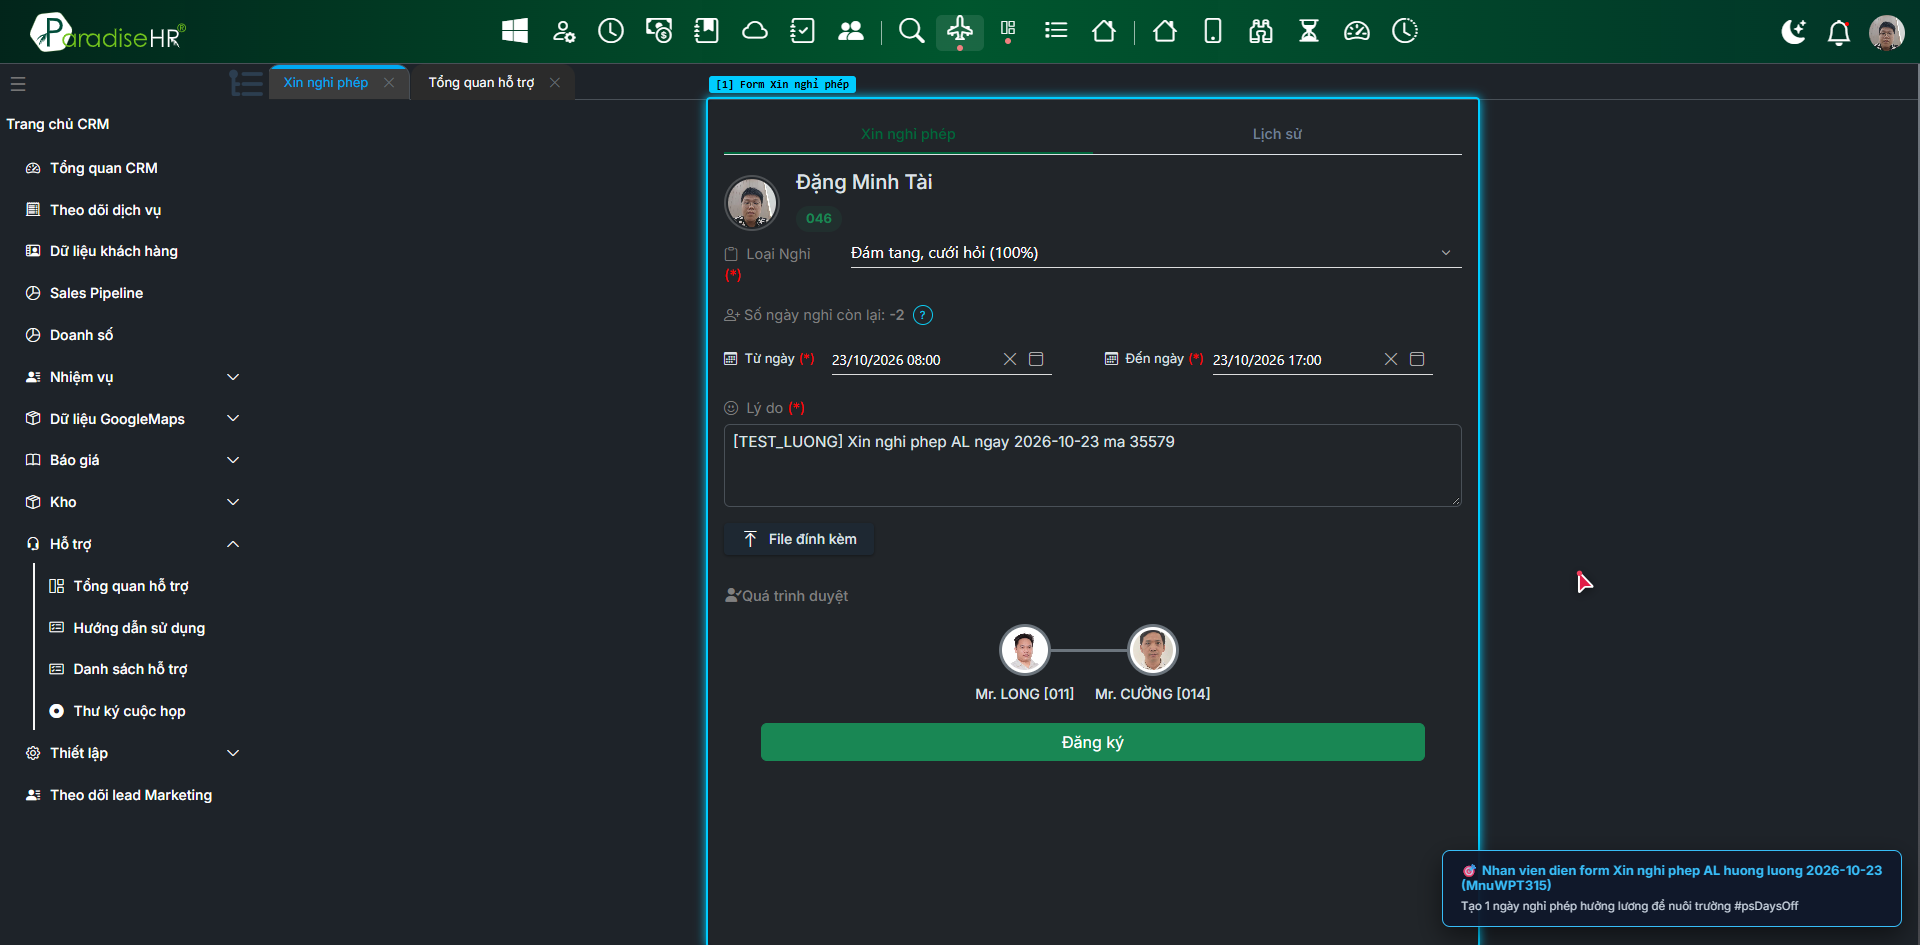 ParadiseHR®
Xin nghỉ phép
Tổng quan hỗ trợ
[1] Form Xin nghỉ phép
Trang chủ CRM
Tổng quan CRM
Theo dõi dịch vụ
Dữ liệu khách hàng
Sales Pipeline
Doanh số
Nhiệm vụ
Dữ liệu GoogleMaps
Báo giá
Kho
Hỗ trợ
Tổng quan hỗ trợ
Hướng dẫn sử dụng
Danh sách hỗ trợ
Thư ký cuộc họp
Thiết lập
Theo dõi lead Marketing
Xin nghỉ phép
Lịch sử
Đặng Minh Tài
046
Loại Nghỉ (*)
Đám tang, cưới hỏi (100%)
Số ngày nghỉ còn lại: -2 ?
Từ ngày (*) 23/10/2026 08:00
Đến ngày (*) 23/10/2026 17:00
Lý do (*)
[TEST_LUONG] Xin nghi phep AL ngay 2026-10-23 ma 35579
File đính kèm
Quá trình duyệt
Mr. LONG [011]
Mr. CƯỜNG [014]
Đăng ký
Nhan vien dien form Xin nghi phep AL huong luong 2026-10-23
(MnuWPT315)
Tạo 1 ngày nghỉ phép hưởng lương để nuôi trường #psDaysOff